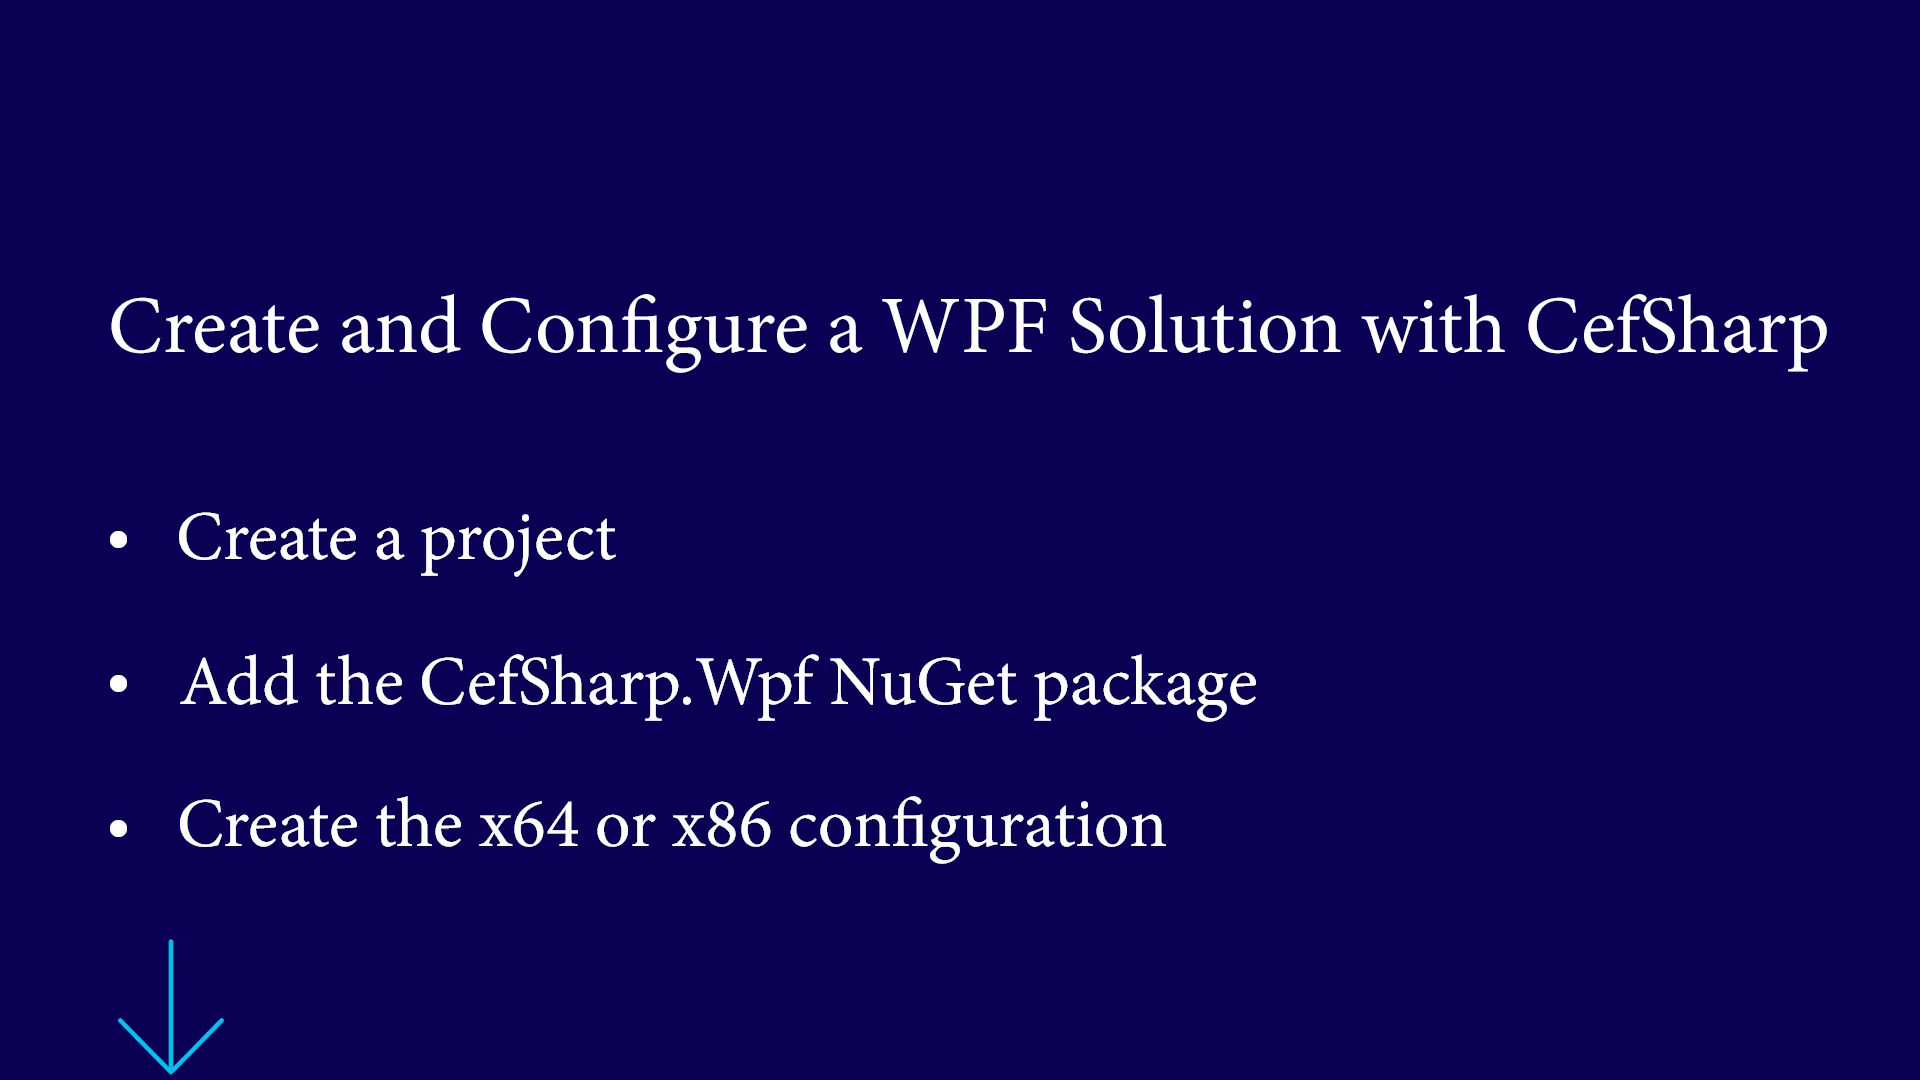 Create and Configure a WPF Solution with CefSharp
• Create a project
• Add the CefSharp.Wpf NuGet package
• Create the x64 or x86 configuration